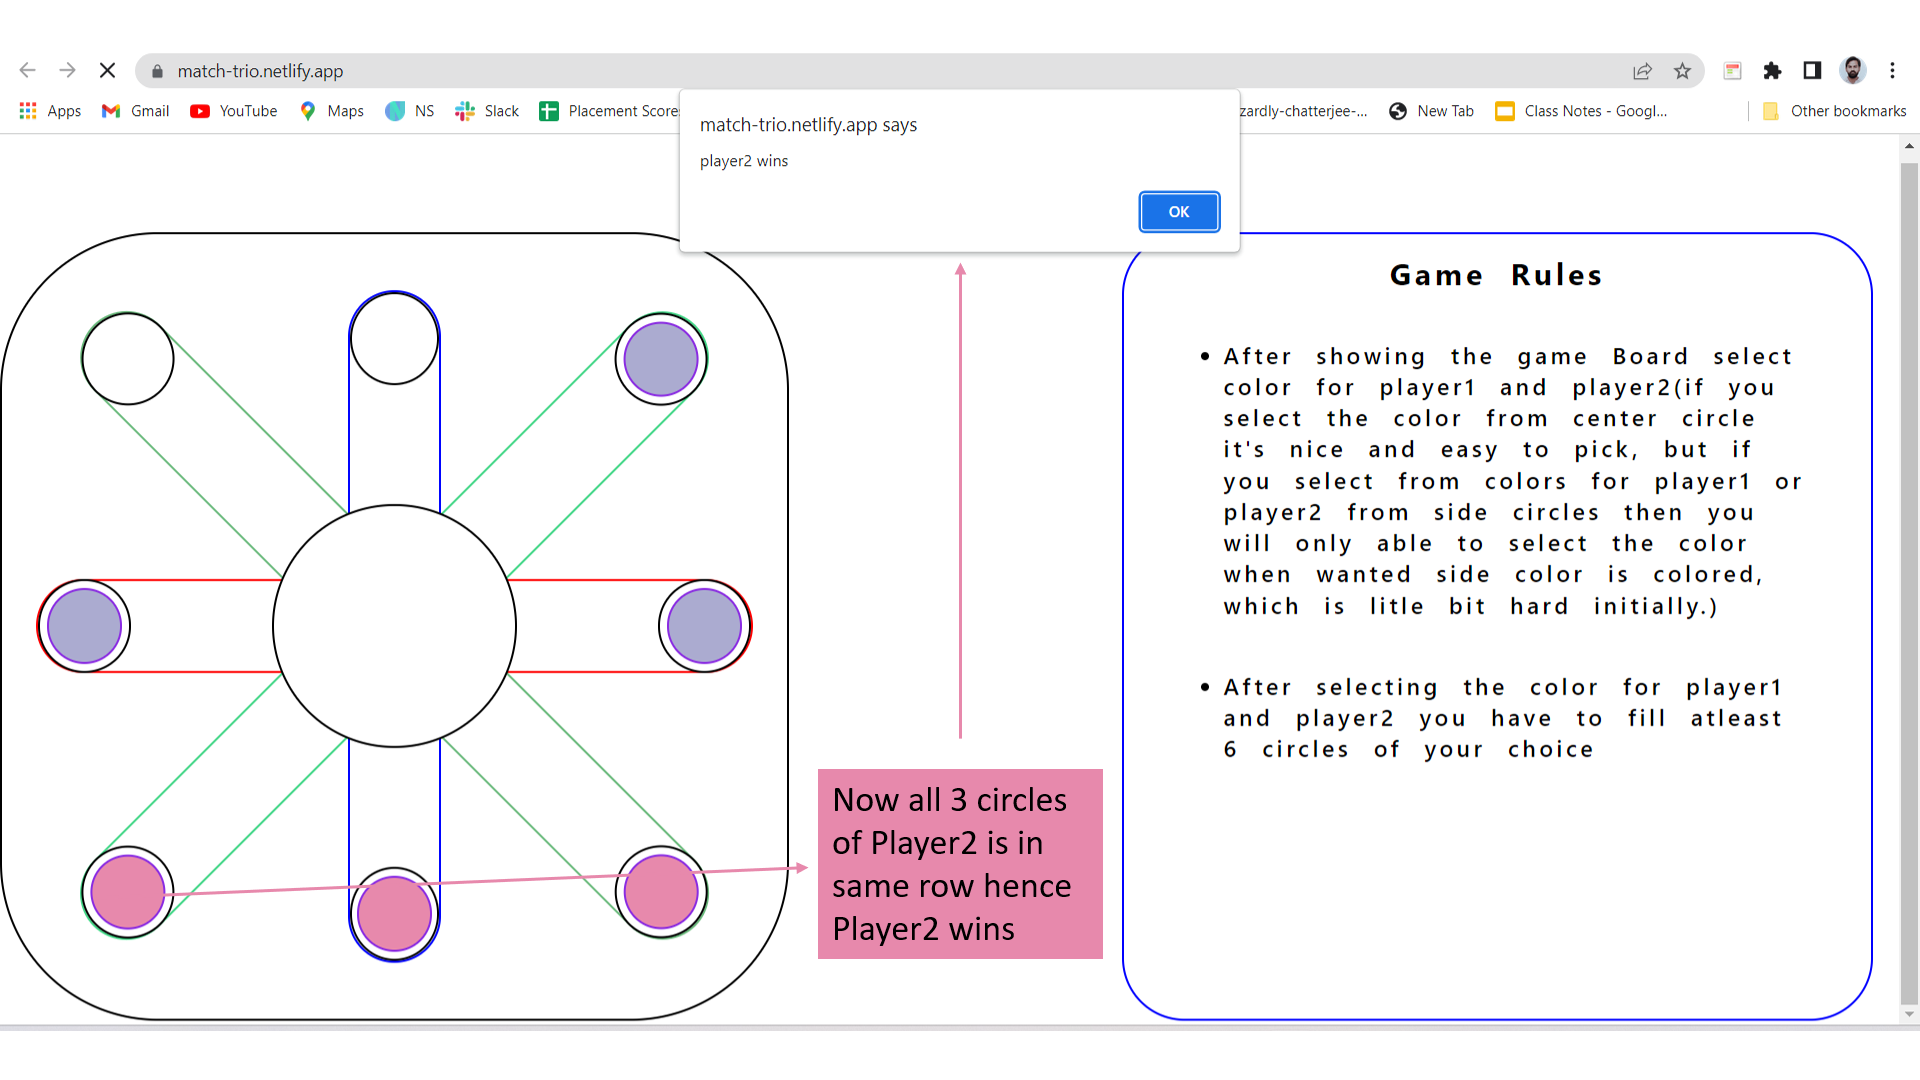 match-trio.netlify.app
Apps Gmail YouTube Maps NS Slack Placement Score
zardly-chatterjee-... New Tab Class Notes - Googl... Other bookmarks
match-trio.netlify.app says
player2 wins
OK
Game Rules
After showing the game Board select
color for player1 and player2(if you
select the color from center circle
it's nice and easy to pick, but if
you select from colors for player1 or
player2 from side circles then you
will only able to select the color
when wanted side color is colored,
which is litle bit hard initially.)
After selecting the color for player1
and player2 you have to fill atleast
6 circles of your choice
Now all 3 circles
of Player2 is in
same row hence
Player2 wins